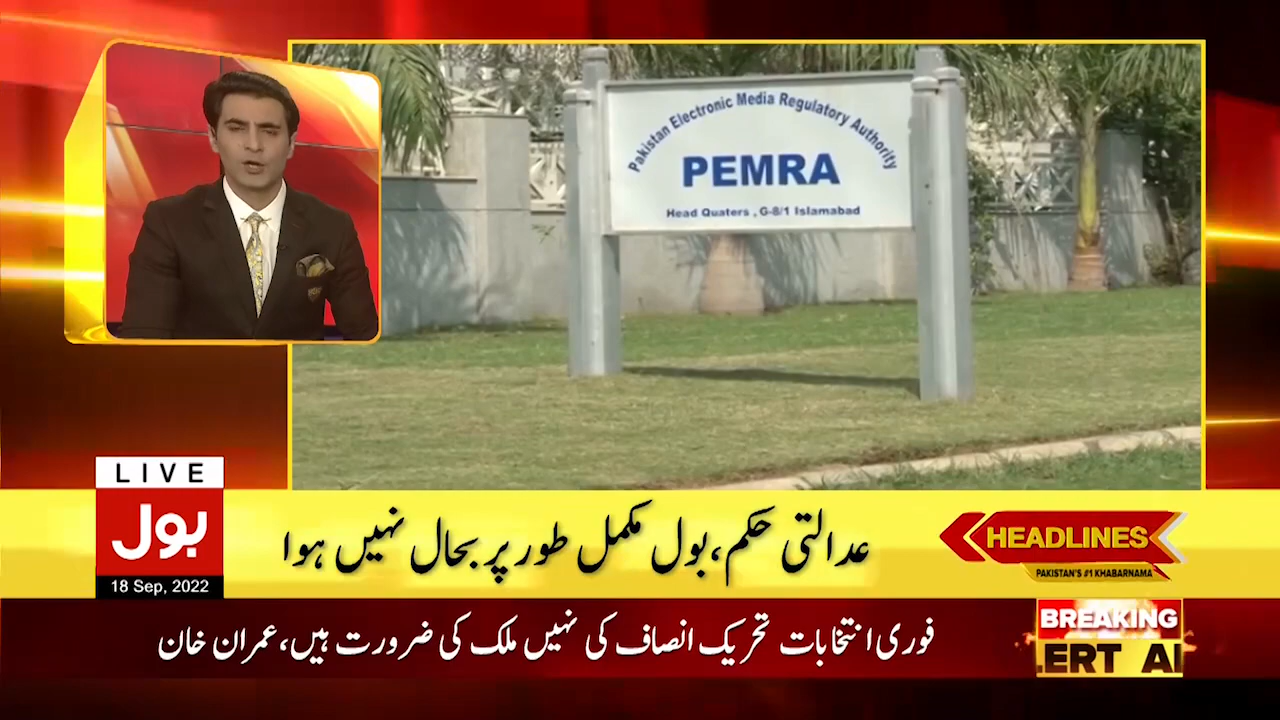 Pakistan Electronic Media Regulatory Authority
PEMRA
Head Quaters , G-8/1 Islamabad
LIVE
بول
18 Sep, 2022
عدالتی حکم، بول مکمل طور پر بحال نہیں ہوا
HEADLINES
PAKISTAN'S #1 KHABARNAMA
فوری انتخابات تحریک انصاف کی نہیں ملک کی ضرورت ہیں، عمران خان
BREAKING